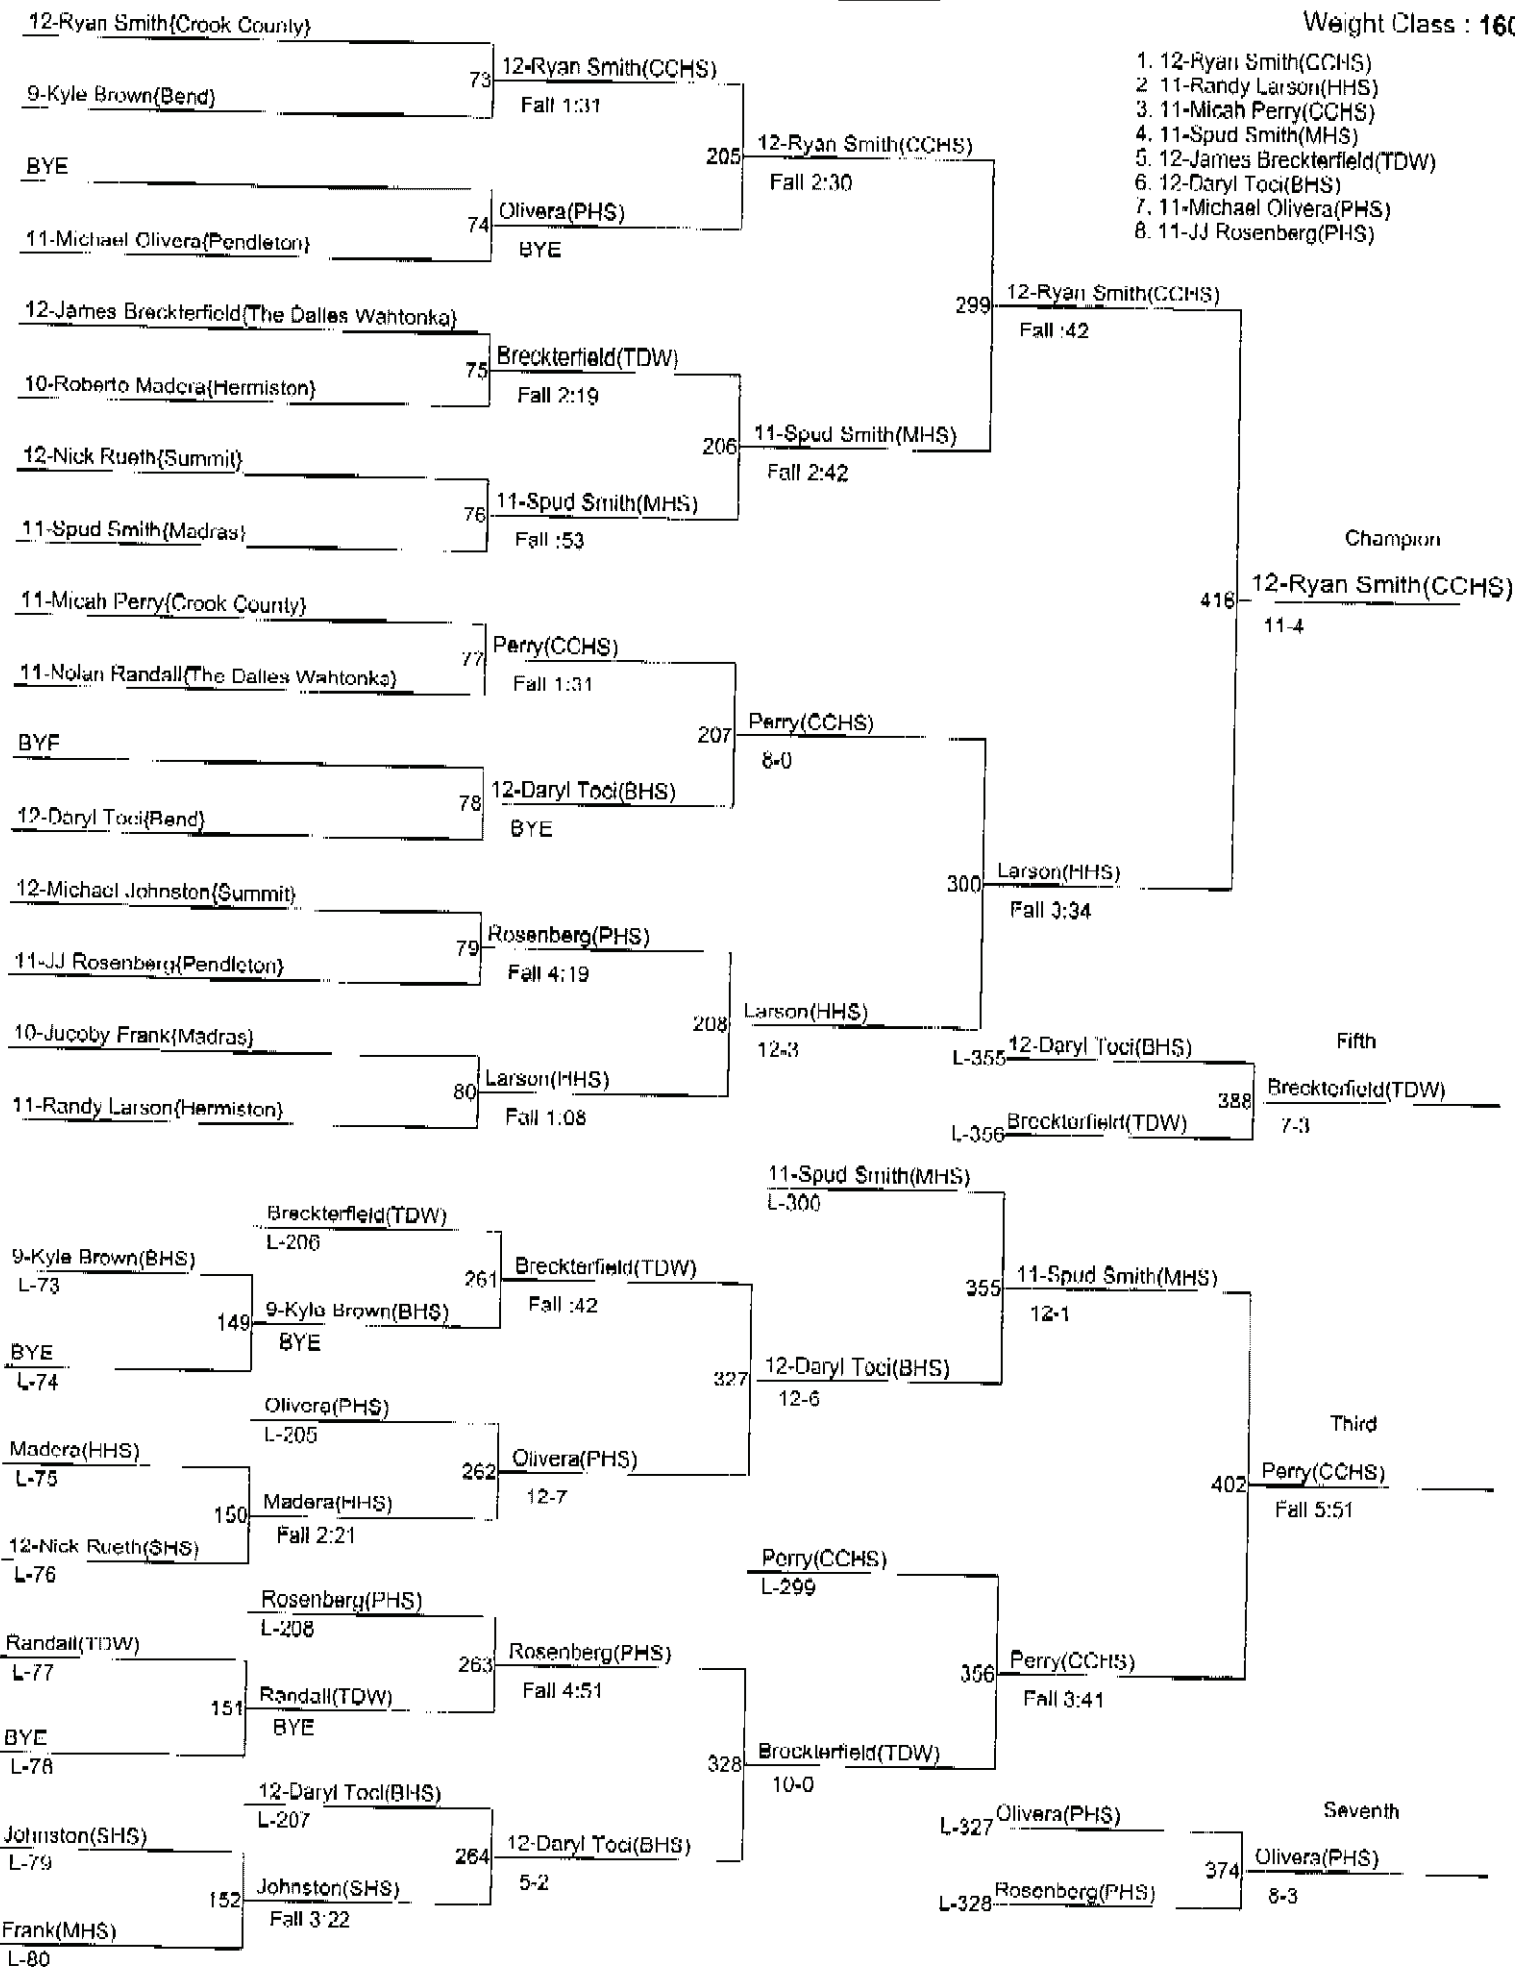 Weight Class : 160
1. 12-Ryan Smith(CCHS)
2 11-Randy Larson(HHS)
3. 11-Micah Perry(CCHS)
4. 11-Spud Smith(MHS)
5. 12-James Breckterfield(TDW)
6. 12-Daryl Toci(BHS)
7. 11-Michael Olivera(PHS)
8. 11-JJ Rosenberg(PHS)
12-Ryan Smith{Crook County}
9-Kyle Brown{Bend}
BYE
11-Michael Olivera{Pendleton}
12-James Breckterfield{The Dalles Wahtonka}
10-Roberto Madera{Hermiston}
12-Nick Rueth{Summit}
11-Spud Smith{Madras}
11-Micah Perry{Crook County}
11-Nolan Randall{The Dalles Wahtonka}
BYE
12-Daryl Toci{Bend}
12-Michael Johnston{Summit}
11-JJ Rosenberg{Pendleton}
10-Jucoby Frank{Madras}
11-Randy Larson{Hermiston}
73 12-Ryan Smith(CCHS)
Fall 1:31
74 Olivera(PHS)
BYE
75 Breckterfield(TDW)
Fall 2:19
76 11-Spud Smith(MHS)
Fall :53
77 Perry(CCHS)
Fall 1:31
78 12-Daryl Toci(BHS)
BYE
79 Rosenberg(PHS)
Fall 4:19
80 Larson(HHS)
Fall 1:08
205 12-Ryan Smith(CCHS)
Fall 2:30
206 11-Spud Smith(MHS)
Fall 2:42
207 Perry(CCHS)
8-0
208 Larson(HHS)
12-3
299 12-Ryan Smith(CCHS)
Fall :42
300 Larson(HHS)
Fall 3:34
Champion
416 12-Ryan Smith(CCHS)
11-4
Fifth
L-355 12-Daryl Toci(BHS)
L-356 Breckterfield(TDW)
388 Breckterfield(TDW)
7-3
9-Kyle Brown(BHS)
L-73
BYE
L-74
Madera(HHS)
L-75
12-Nick Rueth(SHS)
L-76
Randall(TDW)
L-77
BYE
L-78
Johnston(SHS)
L-79
Frank(MHS)
L-80
Breckterfield(TDW)
L-206
149 9-Kyle Brown(BHS)
BYE
Olivera(PHS)
L-205
150 Madera(HHS)
Fall 2:21
Rosenberg(PHS)
L-208
151 Randall(TDW)
BYE
12-Daryl Toci(BHS)
L-207
152 Johnston(SHS)
Fall 3:22
261 Breckterfield(TDW)
Fall :42
262 Olivera(PHS)
12-7
263 Rosenberg(PHS)
Fall 4:51
264 12-Daryl Toci(BHS)
5-2
11-Spud Smith(MHS)
L-300
327 12-Daryl Toci(BHS)
12-6
Perry(CCHS)
L-299
328 Breckterfield(TDW)
10-0
355 11-Spud Smith(MHS)
12-1
356 Perry(CCHS)
Fall 3:41
Third
402 Perry(CCHS)
Fall 5:51
Seventh
L-327 Olivera(PHS)
L-328 Rosenberg(PHS)
374 Olivera(PHS)
8-3